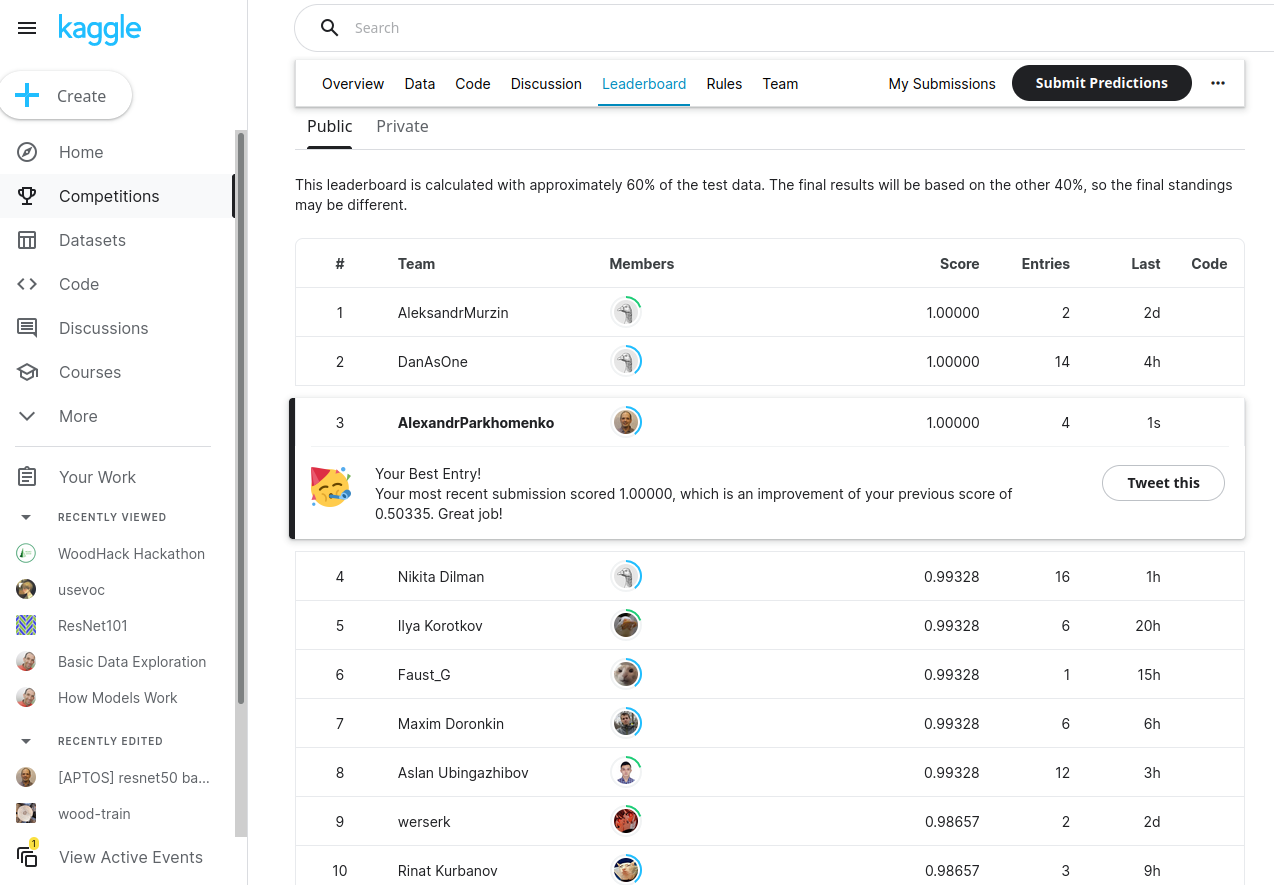 kaggle
Search
Create
Home
Competitions
Datasets
Code
Discussions
Courses
More
Your Work
RECENTLY VIEWED
WoodHack Hackathon
usevoc
ResNet101
Basic Data Exploration
How Models Work
RECENTLY EDITED
[APTOS] resnet50 ba...
wood-train
1
View Active Events
Overview Data Code Discussion Leaderboard Rules Team My Submissions Submit Predictions ...
Public Private
This leaderboard is calculated with approximately 60% of the test data. The final results will be based on the other 40%, so the final standings
may be different.
# Team Members Score Entries Last Code
1 AleksandrMurzin 1.00000 2 2d
2 DanAsOne 1.00000 14 4h
3 AlexandrParkhomenko 1.00000 4 1s
Your Best Entry!
Your most recent submission scored 1.00000, which is an improvement of your previous score of
0.50335. Great job!
Tweet this
4 Nikita Dilman 0.99328 16 1h
5 Ilya Korotkov 0.99328 6 20h
6 Faust_G 0.99328 1 15h
7 Maxim Doronkin 0.99328 6 6h
8 Aslan Ubingazhibov 0.99328 12 3h
9 werserk 0.98657 2 2d
10 Rinat Kurbanov 0.98657 3 9h